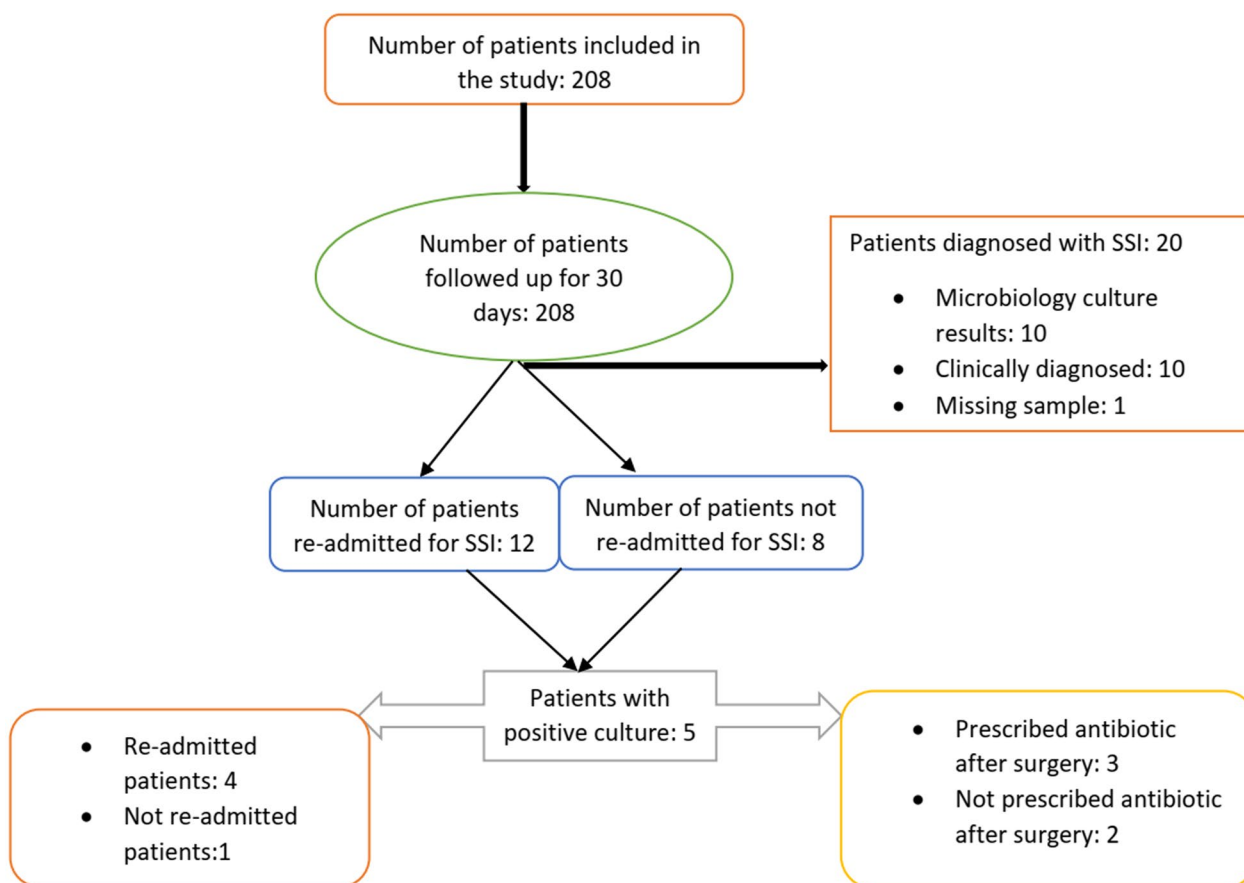 Number of patients included in
the study: 208
Number of patients
followed up for 30
days: 208
Patients diagnosed with SSI: 20
• Microbiology culture
results: 10
• Clinically diagnosed: 10
• Missing sample: 1
Number of patients
re-admitted for SSI: 12
Number of patients not
re-admitted for SSI: 8
Patients with
positive culture: 5
• Re-admitted
patients: 4
• Not re-admitted
patients:1
• Prescribed antibiotic
after surgery: 3
• Not prescribed antibiotic
after surgery: 2